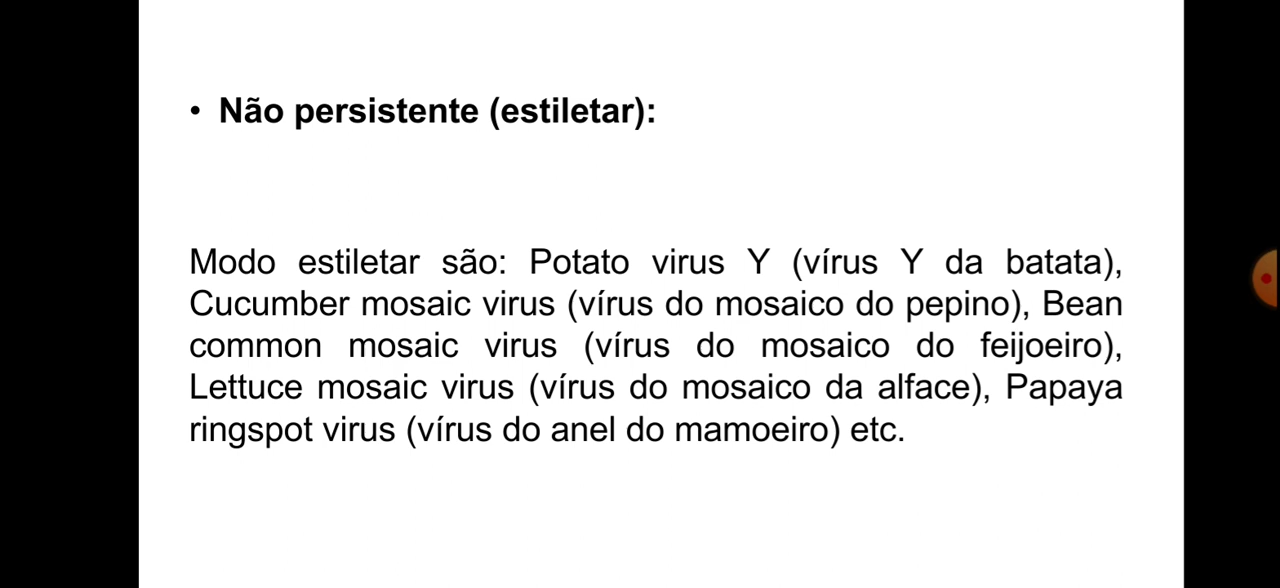 • Não persistente (estiletar):
Modo estiletar são: Potato virus Y (vírus Y da batata),
Cucumber mosaic virus (vírus do mosaico do pepino), Bean
common mosaic virus (vírus do mosaico do feijoeiro),
Lettuce mosaic virus (vírus do mosaico da alface), Papaya
ringspot virus (vírus do anel do mamoeiro) etc.